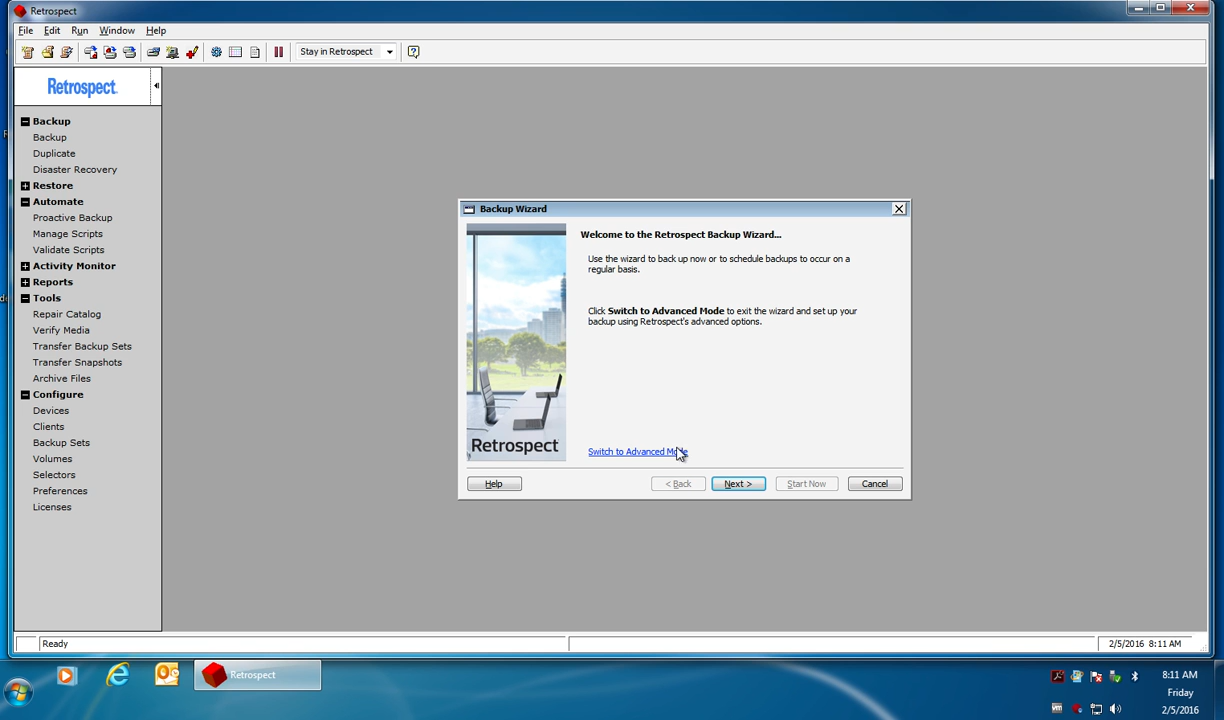 Retrospect
File Edit Run Window Help
Stay in Retrospect
Retrospect
Backup
Backup
Duplicate
Disaster Recovery
Restore
Automate
Proactive Backup
Manage Scripts
Validate Scripts
Activity Monitor
Reports
Tools
Repair Catalog
Verify Media
Transfer Backup Sets
Transfer Snapshots
Archive Files
Configure
Devices
Clients
Backup Sets
Volumes
Selectors
Preferences
Licenses
Backup Wizard
Welcome to the Retrospect Backup Wizard...
Use the wizard to back up now or to schedule backups to occur on a
regular basis.
Click Switch to Advanced Mode to exit the wizard and set up your
backup using Retrospect's advanced options.
Retrospect
Switch to Advanced Mode
Help < Back Next > Start Now Cancel
Ready 2/5/2016 8:11 AM
Retrospect
8:11 AM
Friday
2/5/2016